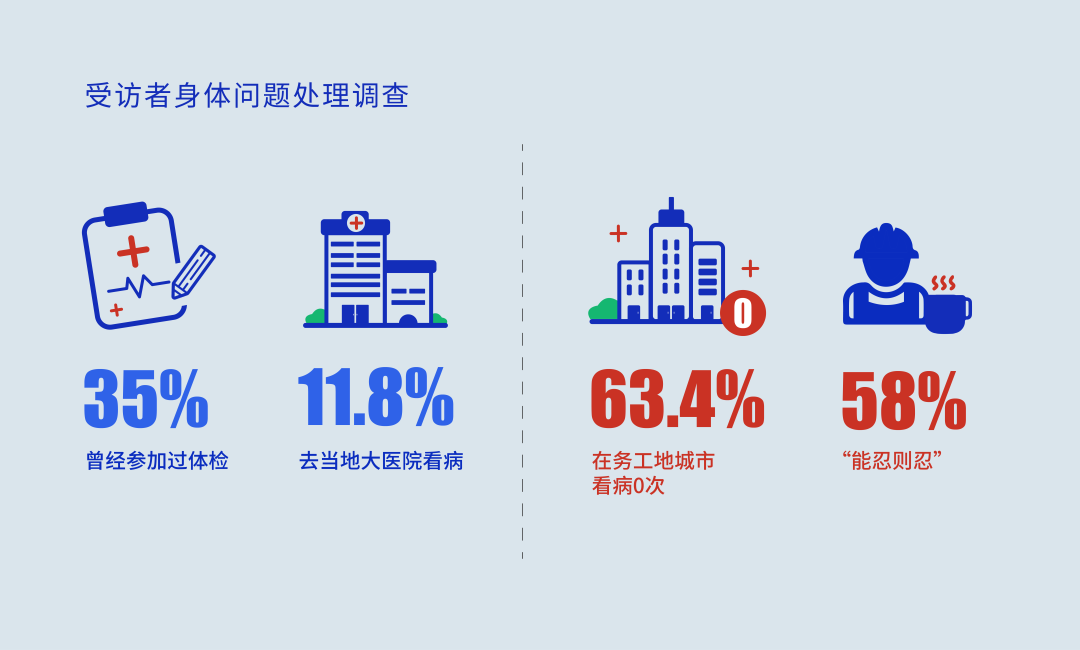 受访者身体问题处理调查
0
35%
曾经参加过体检
11.8%
去当地大医院看病
63.4%
在务工地城市
看病0次
58%
“能忍则忍”